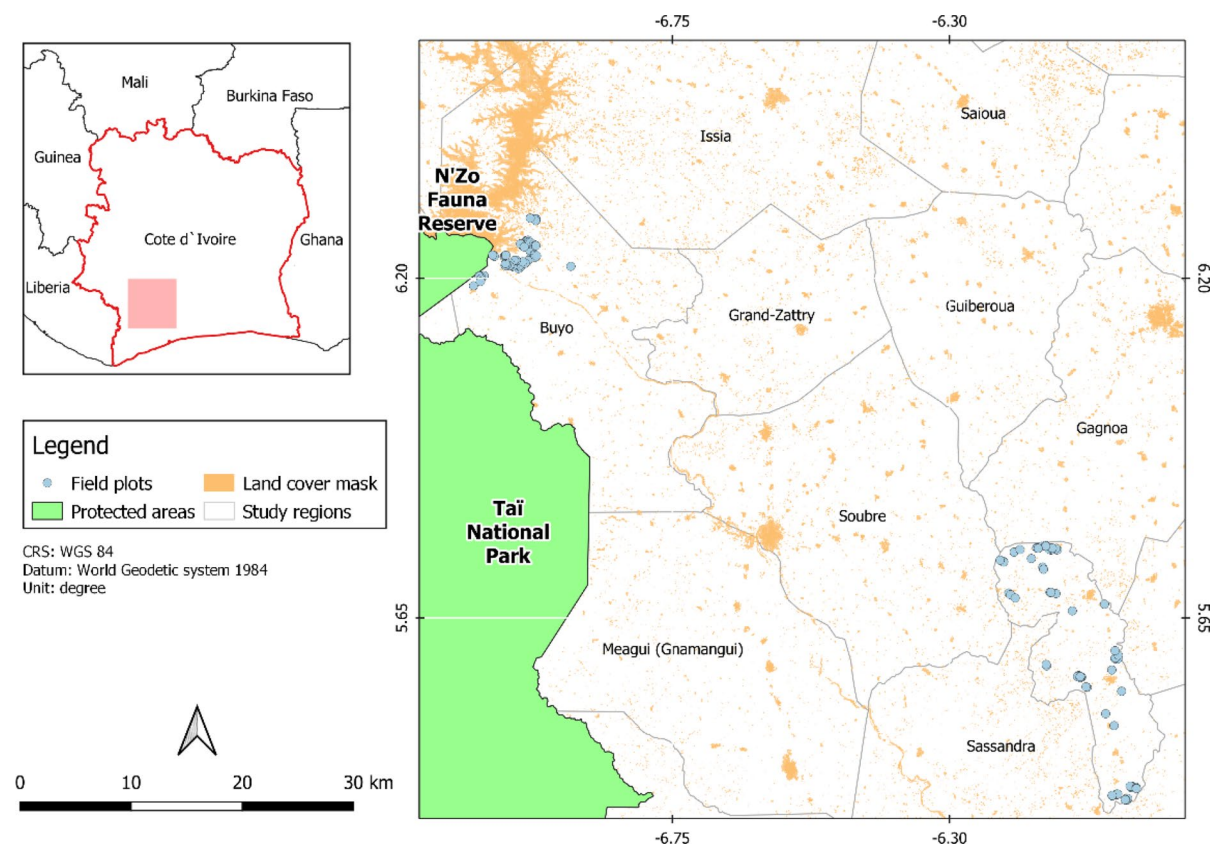 -6.75
-6.30
Mali
Burkina Faso
Guinea
Cote d`Ivoire
Ghana
Liberia
Legend
Field plots
Land cover mask
Protected areas
Study regions
CRS: WGS 84
Datum: World Geodetic system 1984
Unit: degree
0
10
20
30 km
Issia
Saioua
N'Zo
Fauna
Reserve
6.20
6.20
Buyo
Grand-Zattry
Guiberoua
Gagnoa
Taï
National
Park
Soubre
5.65
5.65
Meagui (Gnamangui)
Sassandra
-6.75
-6.30